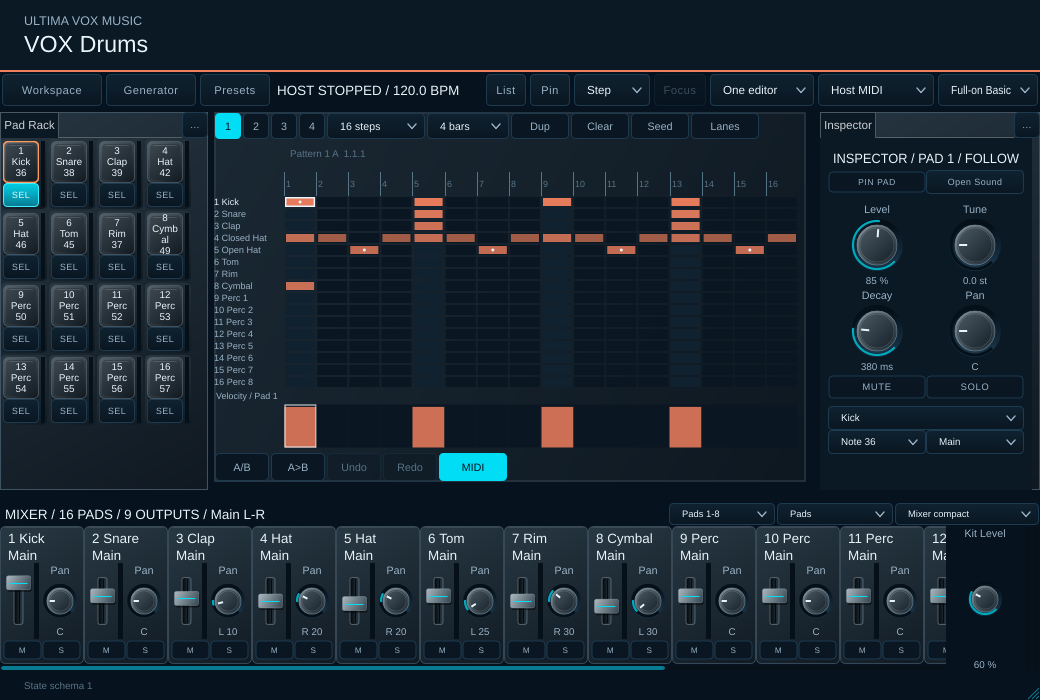 ULTIMA VOX MUSIC
VOX Drums
Workspace Generator Presets HOST STOPPED / 120.0 BPM List Pin Step Focus One editor Host MIDI Full-on Basic
Pad Rack ...
1 2 3 4
Kick Snare Clap Hat
36 38 39 42
SEL SEL SEL SEL
5 6 7 8
Hat Tom Rim Cymb
al
46 45 37 49
SEL SEL SEL SEL
9 10 11 12
Perc Perc Perc Perc
50 51 52 53
SEL SEL SEL SEL
13 14 15 16
Perc Perc Perc Perc
54 55 56 57
SEL SEL SEL SEL
1 2 3 4 16 steps 4 bars Dup Clear Seed Lanes
Pattern 1 A 1.1.1
1 2 3 4 5 6 7 8 9 10 11 12 13 14 15 16
1 Kick
2 Snare
3 Clap
4 Closed Hat
5 Open Hat
6 Tom
7 Rim
8 Cymbal
9 Perc 1
10 Perc 2
11 Perc 3
12 Perc 4
13 Perc 5
14 Perc 6
15 Perc 7
16 Perc 8
Velocity / Pad 1
A/B A>B Undo Redo MIDI
Inspector ...
INSPECTOR / PAD 1 / FOLLOW
PIN PAD Open Sound
Level Tune
85 % 0.0 st
Decay Pan
380 ms C
MUTE SOLO
Kick
Note 36 Main
MIXER / 16 PADS / 9 OUTPUTS / Main L-R Pads 1-8 Pads Mixer compact
1 Kick 2 Snare 3 Clap 4 Hat 5 Hat 6 Tom 7 Rim 8 Cymbal 9 Perc 10 Perc 11 Perc 12 Kit Level
Main Main Main Main Main Main Main Main Main Main Main Ma
Pan Pan Pan Pan Pan Pan Pan Pan Pan Pan Pan
C C L 10 R 20 R 20 L 25 R 30 L 30 C C C
M S M S M S M S M S M S M S M S M S M S M S M
60 %
State schema 1